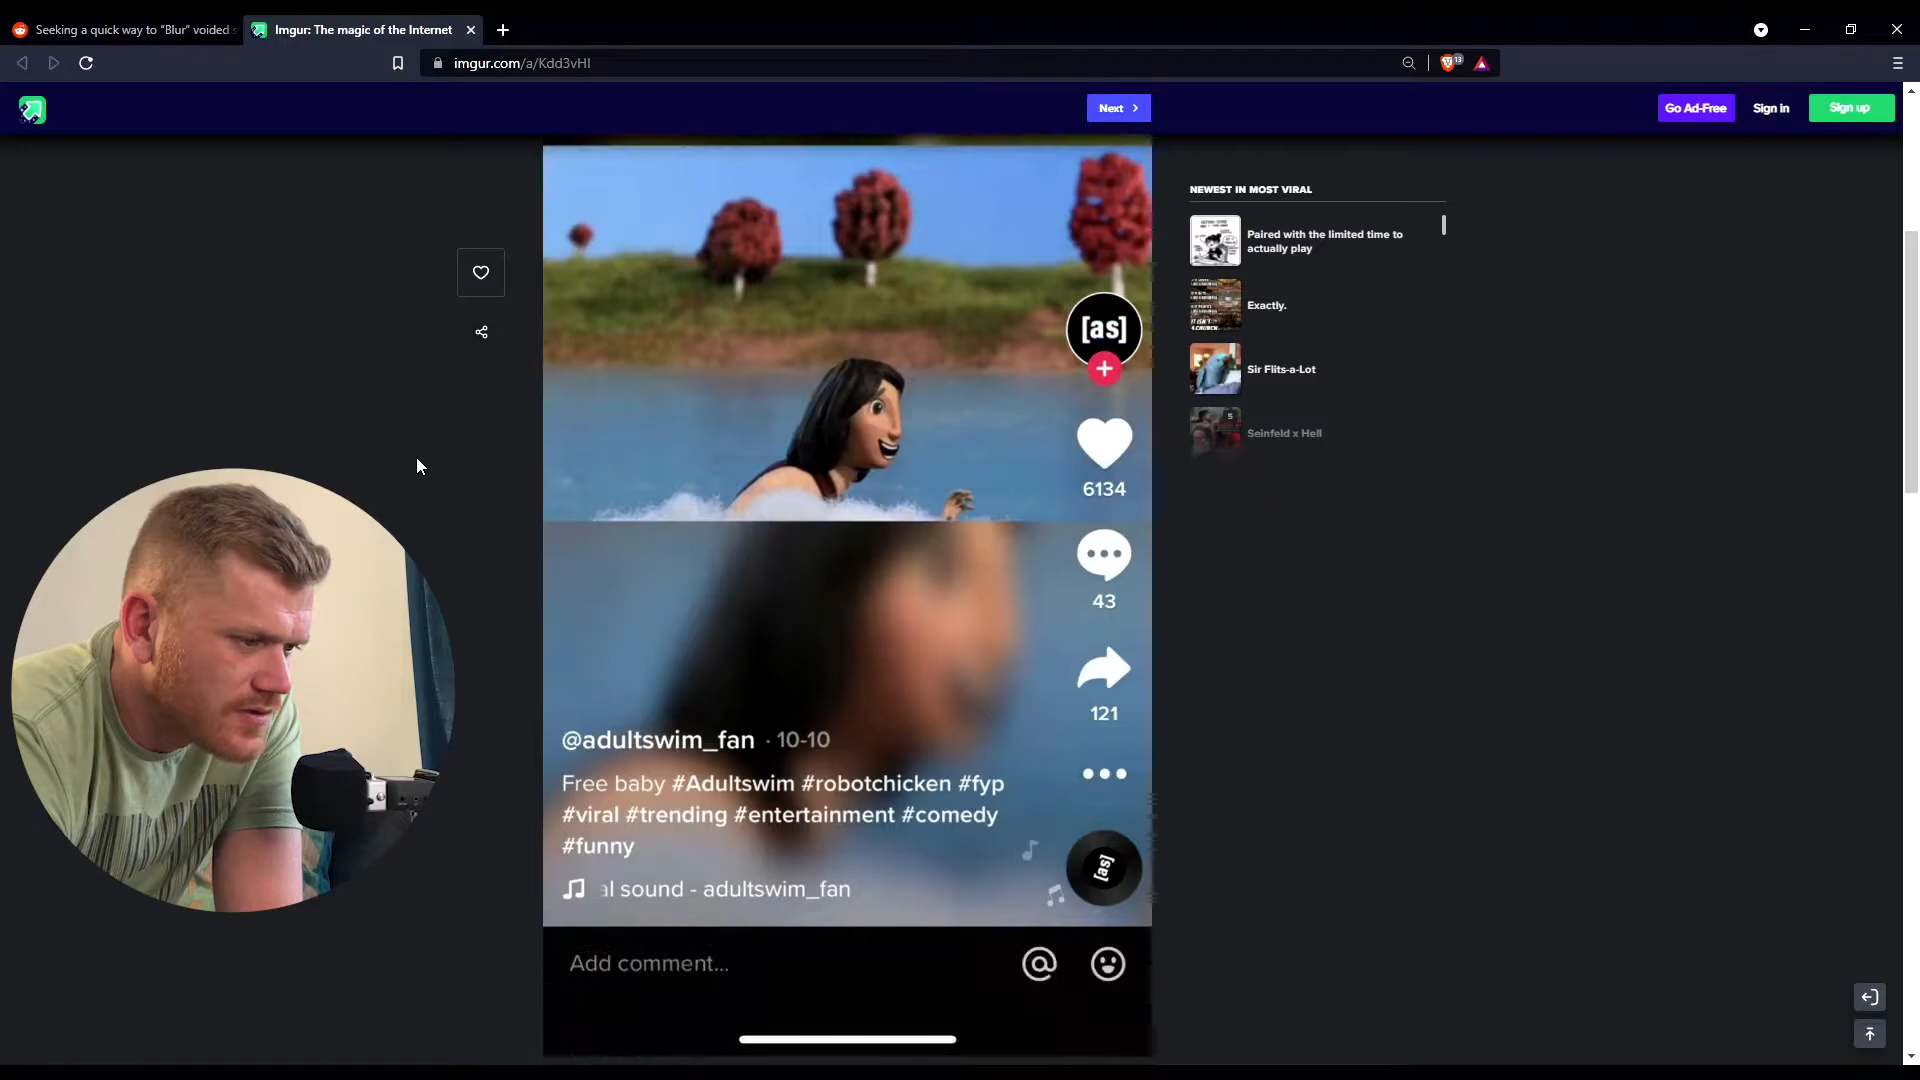 Seeking a quick way to “Blur” voided s
Imgur: The magic of the Internet
imgur.com/a/Kdd3vHI
13
Next
Go Ad-Free
Sign in
Sign up
NEWEST IN MOST VIRAL
Paired with the limited time to
actually play
Exactly.
Sir Flits-a-Lot
5
Seinfeld x Hell
[as]
6134
43
121
@adultswim_fan · 10-10
Free baby #Adultswim #robotchicken #fyp
#viral #trending #entertainment #comedy
#funny
al sound - adultswim_fan
[as]
Add comment...